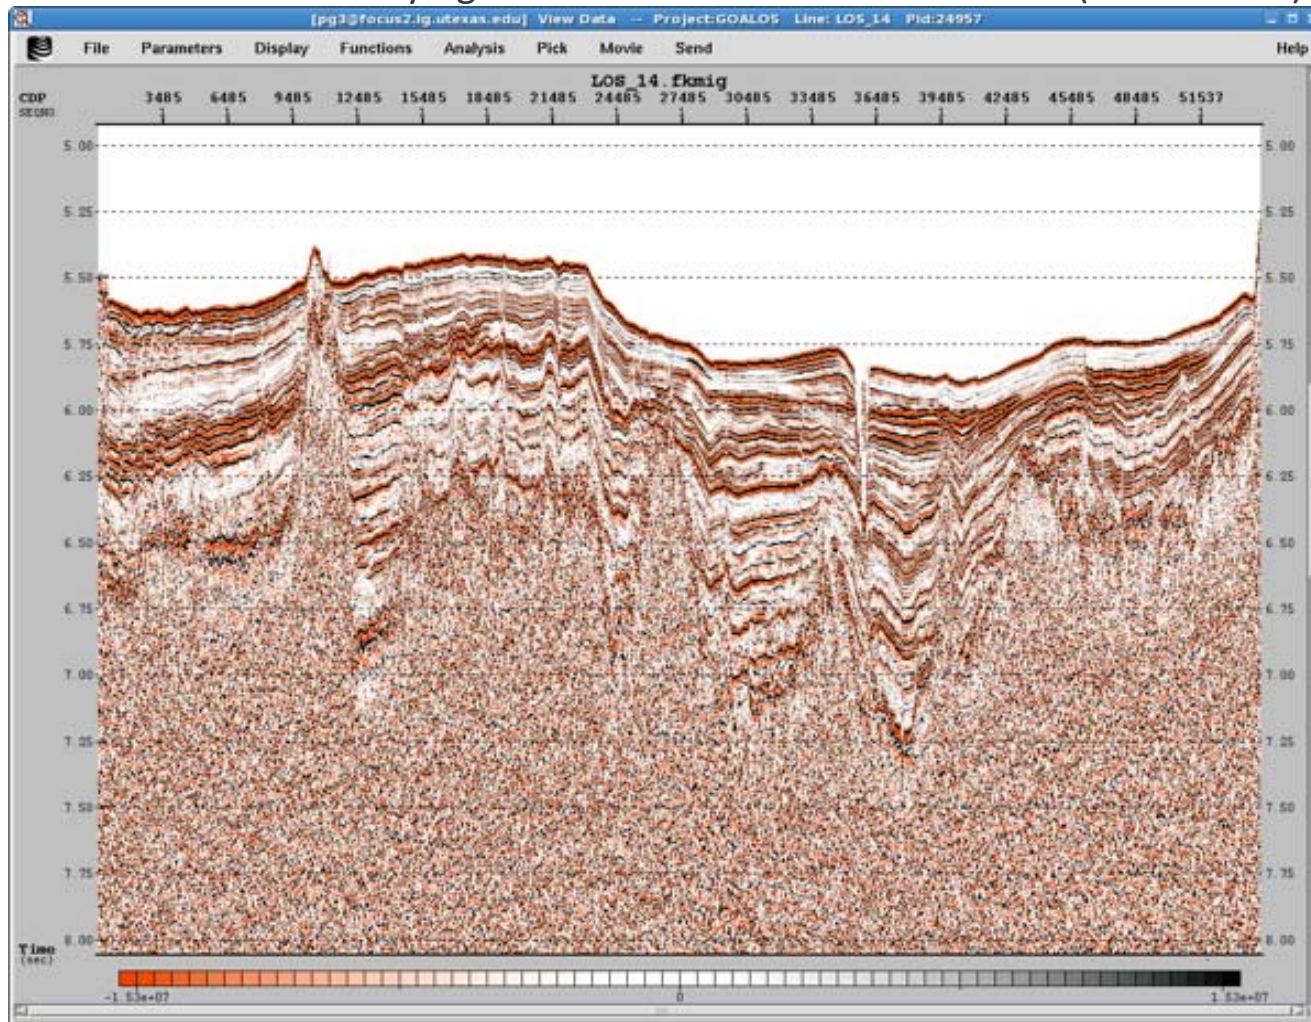 [pg3@focus2.ig.utexas.edu] View Data -- Project:GOALOS Line: LOS_14 Pid:24957
File Parameters Display Functions Analysis Pick Movie Send Help
LOS_14.fkmig
CDP 3485 6485 9485 12485 15485 18485 21485 24485 27485 30485 33485 36485 39485 42485 45485 48485 51537
SEQNO
5.00 5.00
5.25 5.25
5.50 5.50
5.75 5.75
6.00 6.00
6.25 6.25
6.50 6.50
6.75 6.75
7.00 7.00
7.25 7.25
7.50 7.50
7.75 7.75
8.00 8.00
Time
(sec)
-1.53e+07 0 1.53e+07